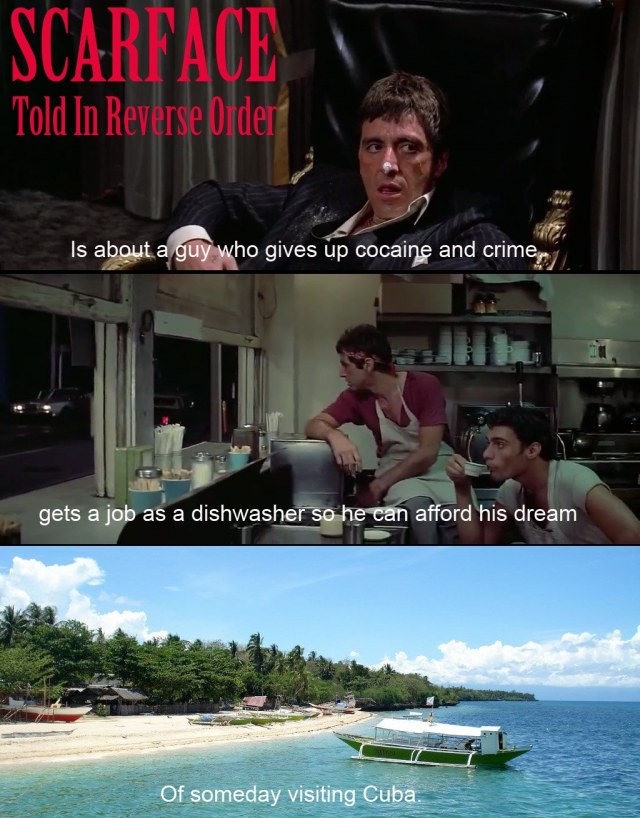 SCARFACE
Told In Reverse Order
Is about a guy who gives up cocaine and crime
gets a job as a dishwasher so he can afford his dream
Of someday visiting Cuba.